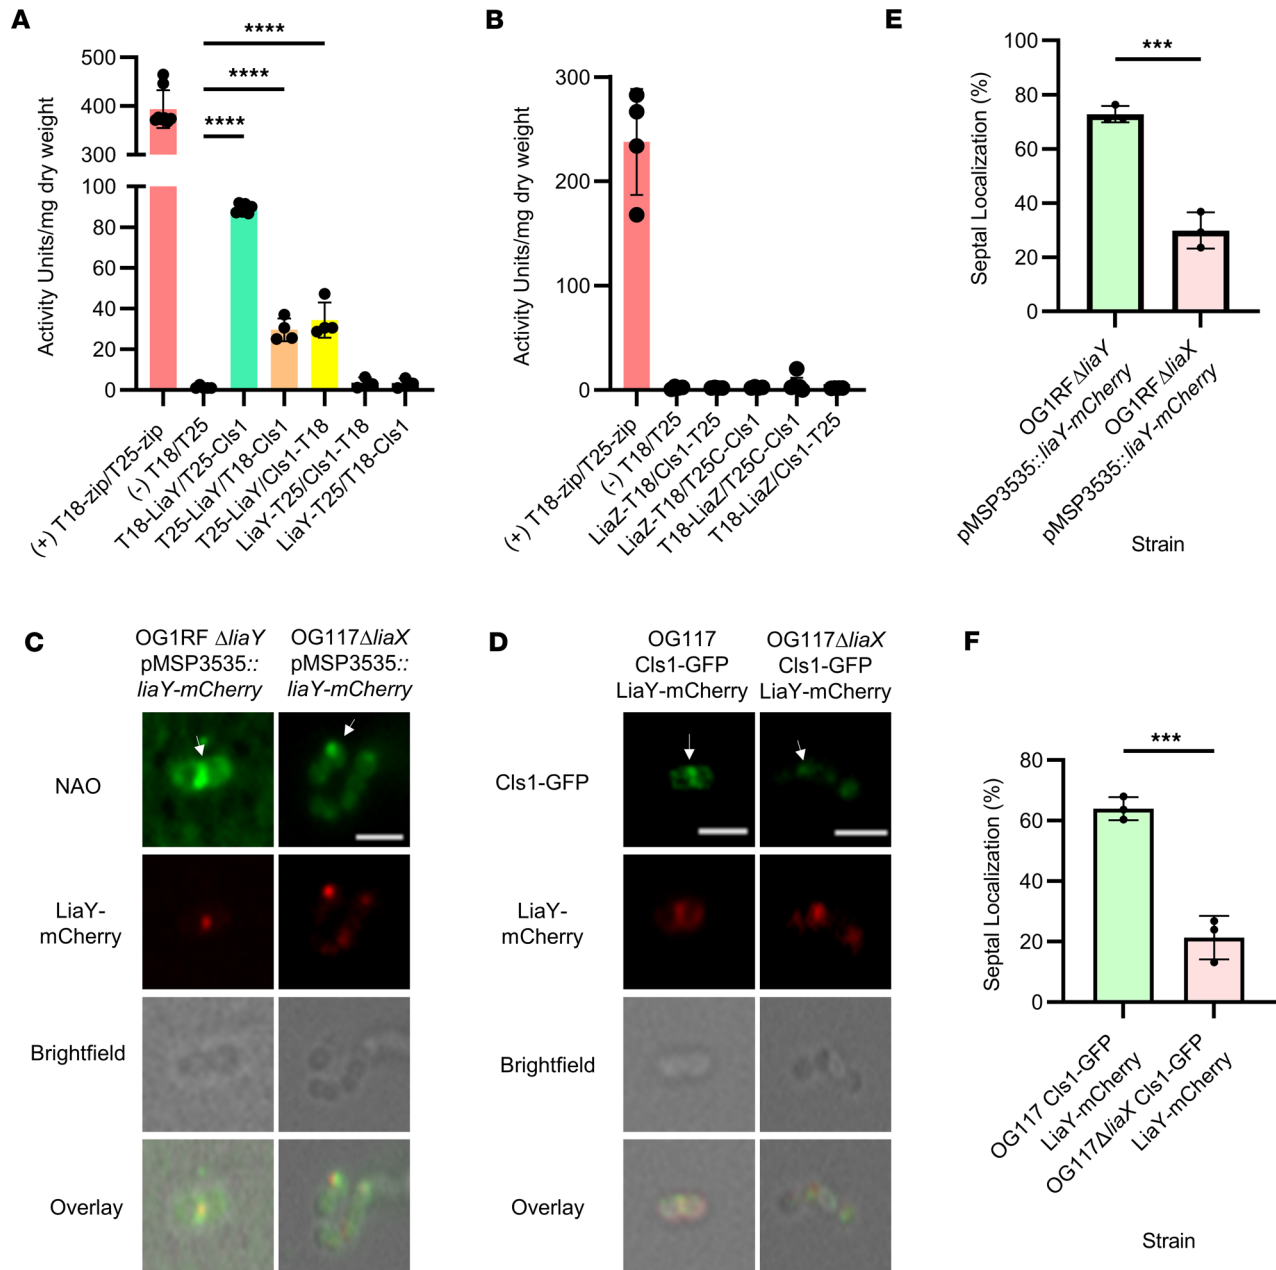 A
Activity Units/mg dry weight
500
400
300
100
80
60
40
20
0
****
****
****
(+) T18-zip/T25-zip
(-) T18/T25
T18-LiaY/T25-Cls1
T25-LiaY/T18-Cls1
T25-LiaY/Cls1-T18
LiaY-T25/Cls1-T18
LiaY-T25/T18-Cls1
B
Activity Units/mg dry weight
300
200
100
0
(+) T18-zip/T25-zip
(-) T18/T25
LiaZ-T18/Cls1-T25
LiaZ-T18/T25C-Cls1
T18-LiaZ/T25C-Cls1
T18-LiaZ/Cls1-T25
E
Septal Localization (%)
100
80
60
40
20
0
***
OG1RFΔliaY
pMSP3535::liaY-mCherry
OG1RFΔliaX
pMSP3535::liaY-mCherry
Strain
C
OG1RF ΔliaY
pMSP3535::
liaY-mCherry
OG117ΔliaX
pMSP3535::
liaY-mCherry
NAO
LiaY-
mCherry
Brightfield
Overlay
D
OG117
Cls1-GFP
LiaY-mCherry
OG117ΔliaX
Cls1-GFP
LiaY-mCherry
Cls1-GFP
LiaY-
mCherry
Brightfield
Overlay
F
Septal Localization (%)
80
60
40
20
0
***
OG117 Cls1-GFP
LiaY-mCherry
OG117ΔliaX Cls1-GFP
LiaY-mCherry
Strain